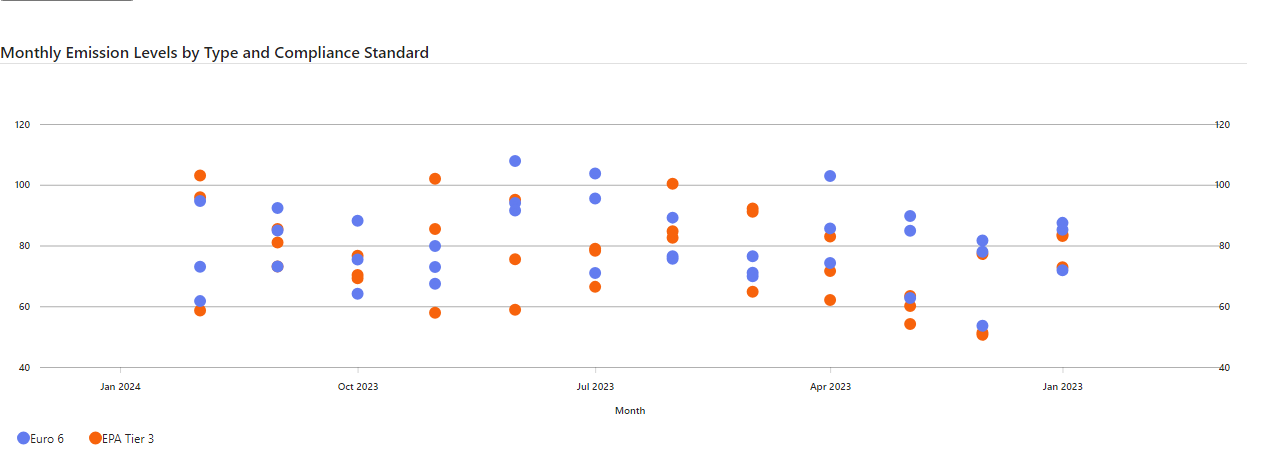 Monthly Emission Levels by Type and Compliance Standard
120 120
100 100
80 80
60 60
40 40
Jan 2024 Oct 2023 Jul 2023 Apr 2023 Jan 2023
Month
Euro 6 EPA Tier 3